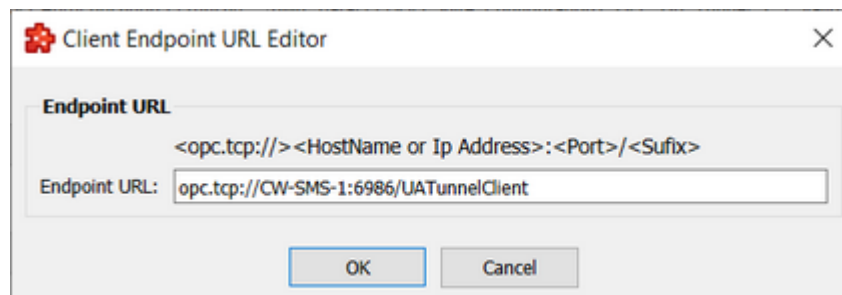 Client Endpoint URL Editor
Endpoint URL
<opc.tcp://><HostName or Ip Address>:<Port>/<Sufix>
Endpoint URL: opc.tcp://CW-SMS-1:6986/UATunnelClient
OK Cancel